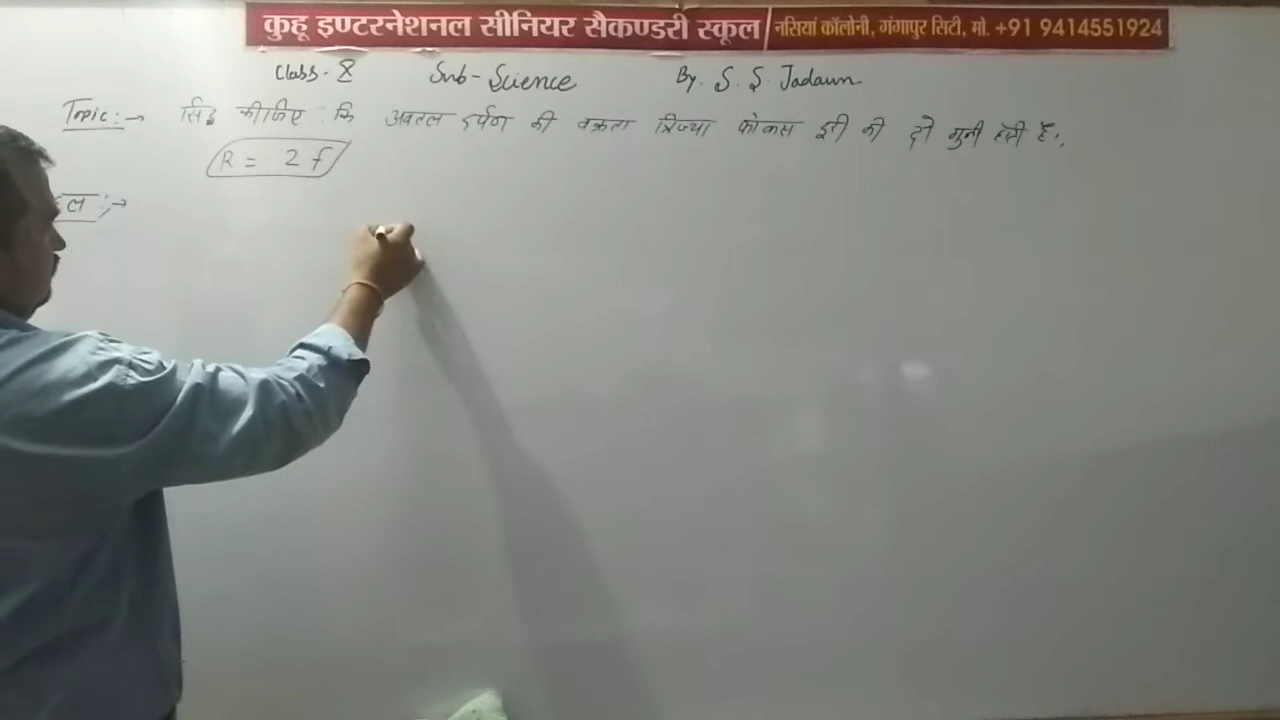 कुहू इण्टरनेशनल सीनियर सैकण्डरी स्कूल | नसियां कॉलोनी, गंगापुर सिटी, मो. +91 9414551924
Class - 8 Sub - Science By. S. S Jadaun
Topic :→ सिद्ध कीजिए कि अवतल दर्पण की वक्रता त्रिज्या फोकस दूरी की दो गुनी होती है।
R = 2 f
ल :→